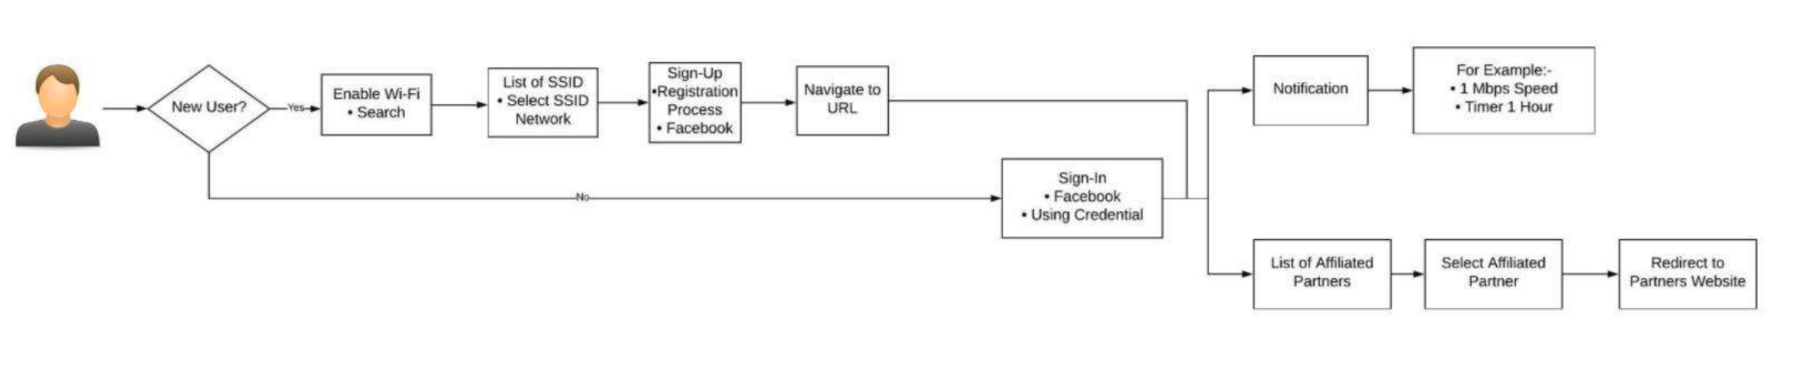 New User?
Yes
Enable Wi-Fi
• Search
List of SSID
• Select SSID
Network
Sign-Up
•Registration
Process
• Facebook
Navigate to
URL
No
Sign-In
• Facebook
• Using Credential
Notification
For Example:-
• 1 Mbps Speed
• Timer 1 Hour
List of Affiliated
Partners
Select Affiliated
Partner
Redirect to
Partners Website